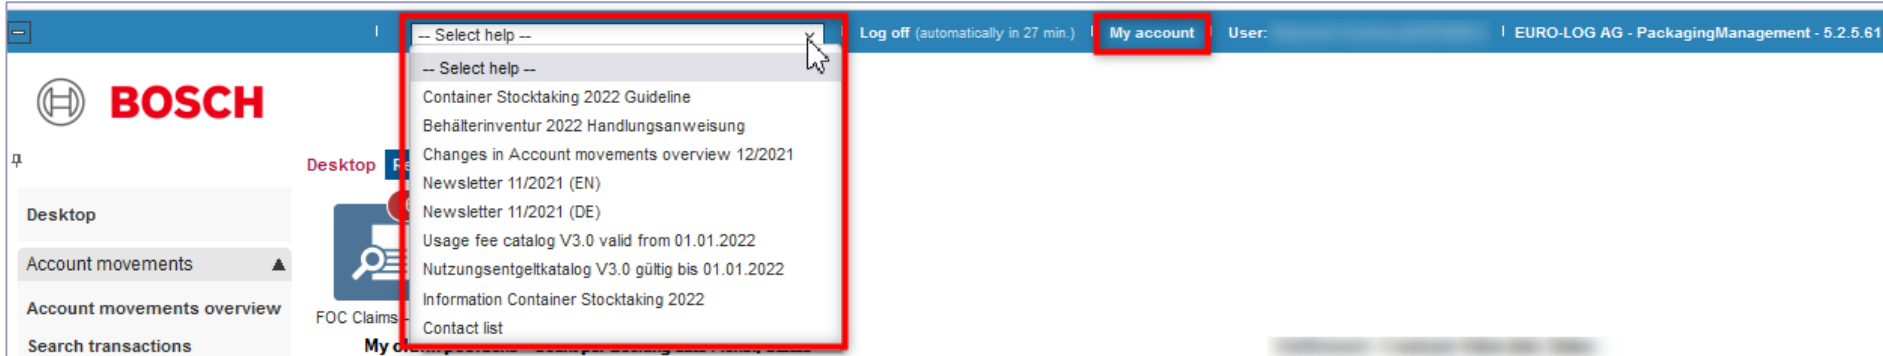 -- Select help --
Log off (automatically in 27 min.)
My account
User:
EURO-LOG AG - PackagingManagement - 5.2.5.61
BOSCH
-- Select help --
Container Stocktaking 2022 Guideline
Behälterinventur 2022 Handlungsanweisung
Changes in Account movements overview 12/2021
Newsletter 11/2021 (EN)
Newsletter 11/2021 (DE)
Usage fee catalog V3.0 valid from 01.01.2022
Nutzungsentgeltkatalog V3.0 gültig bis 01.01.2022
Information Container Stocktaking 2022
Contact list
Desktop
Desktop
Account movements
Account movements overview
Search transactions
FOC Claims
My